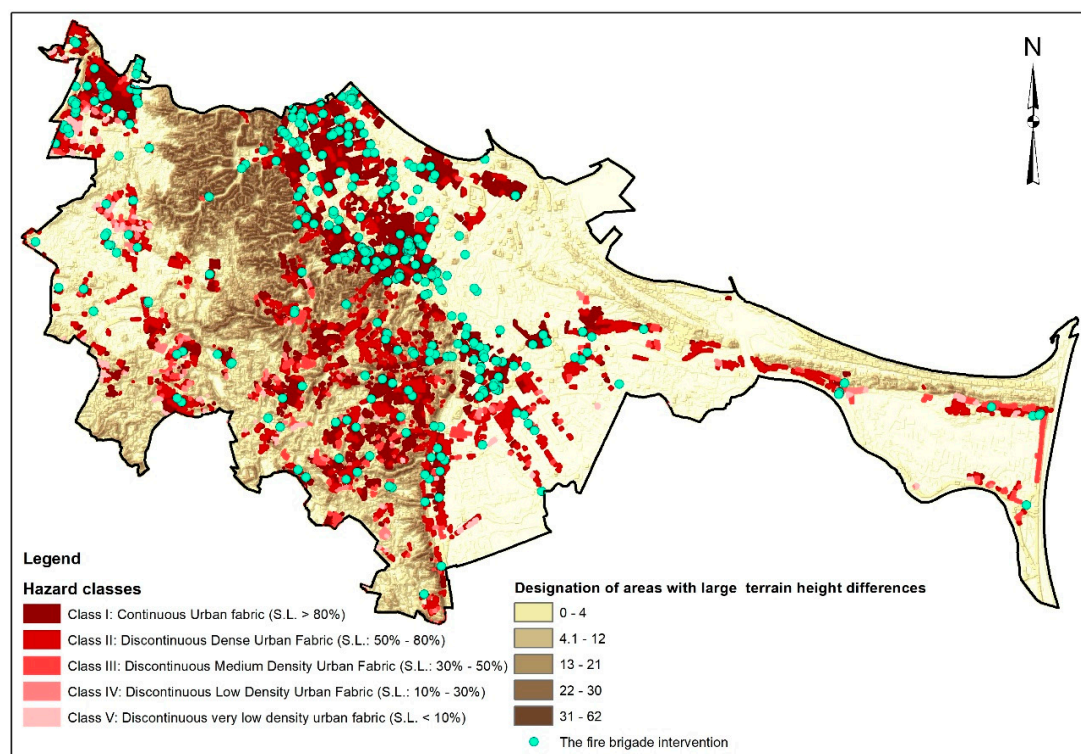 N
Legend
Hazard classes
Class I: Continuous Urban fabric (S.L. > 80%)
Class II: Discontinuous Dense Urban Fabric (S.L.: 50% - 80%)
Class III: Discontinuous Medium Density Urban Fabric (S.L.: 30% - 50%)
Class IV: Discontinuous Low Density Urban Fabric (S.L.: 10% - 30%)
Class V: Discontinuous very low density urban fabric (S.L. < 10%)
Designation of areas with large terrain height differences
0 - 4
4.1 - 12
13 - 21
22 - 30
31 - 62
The fire brigade intervention